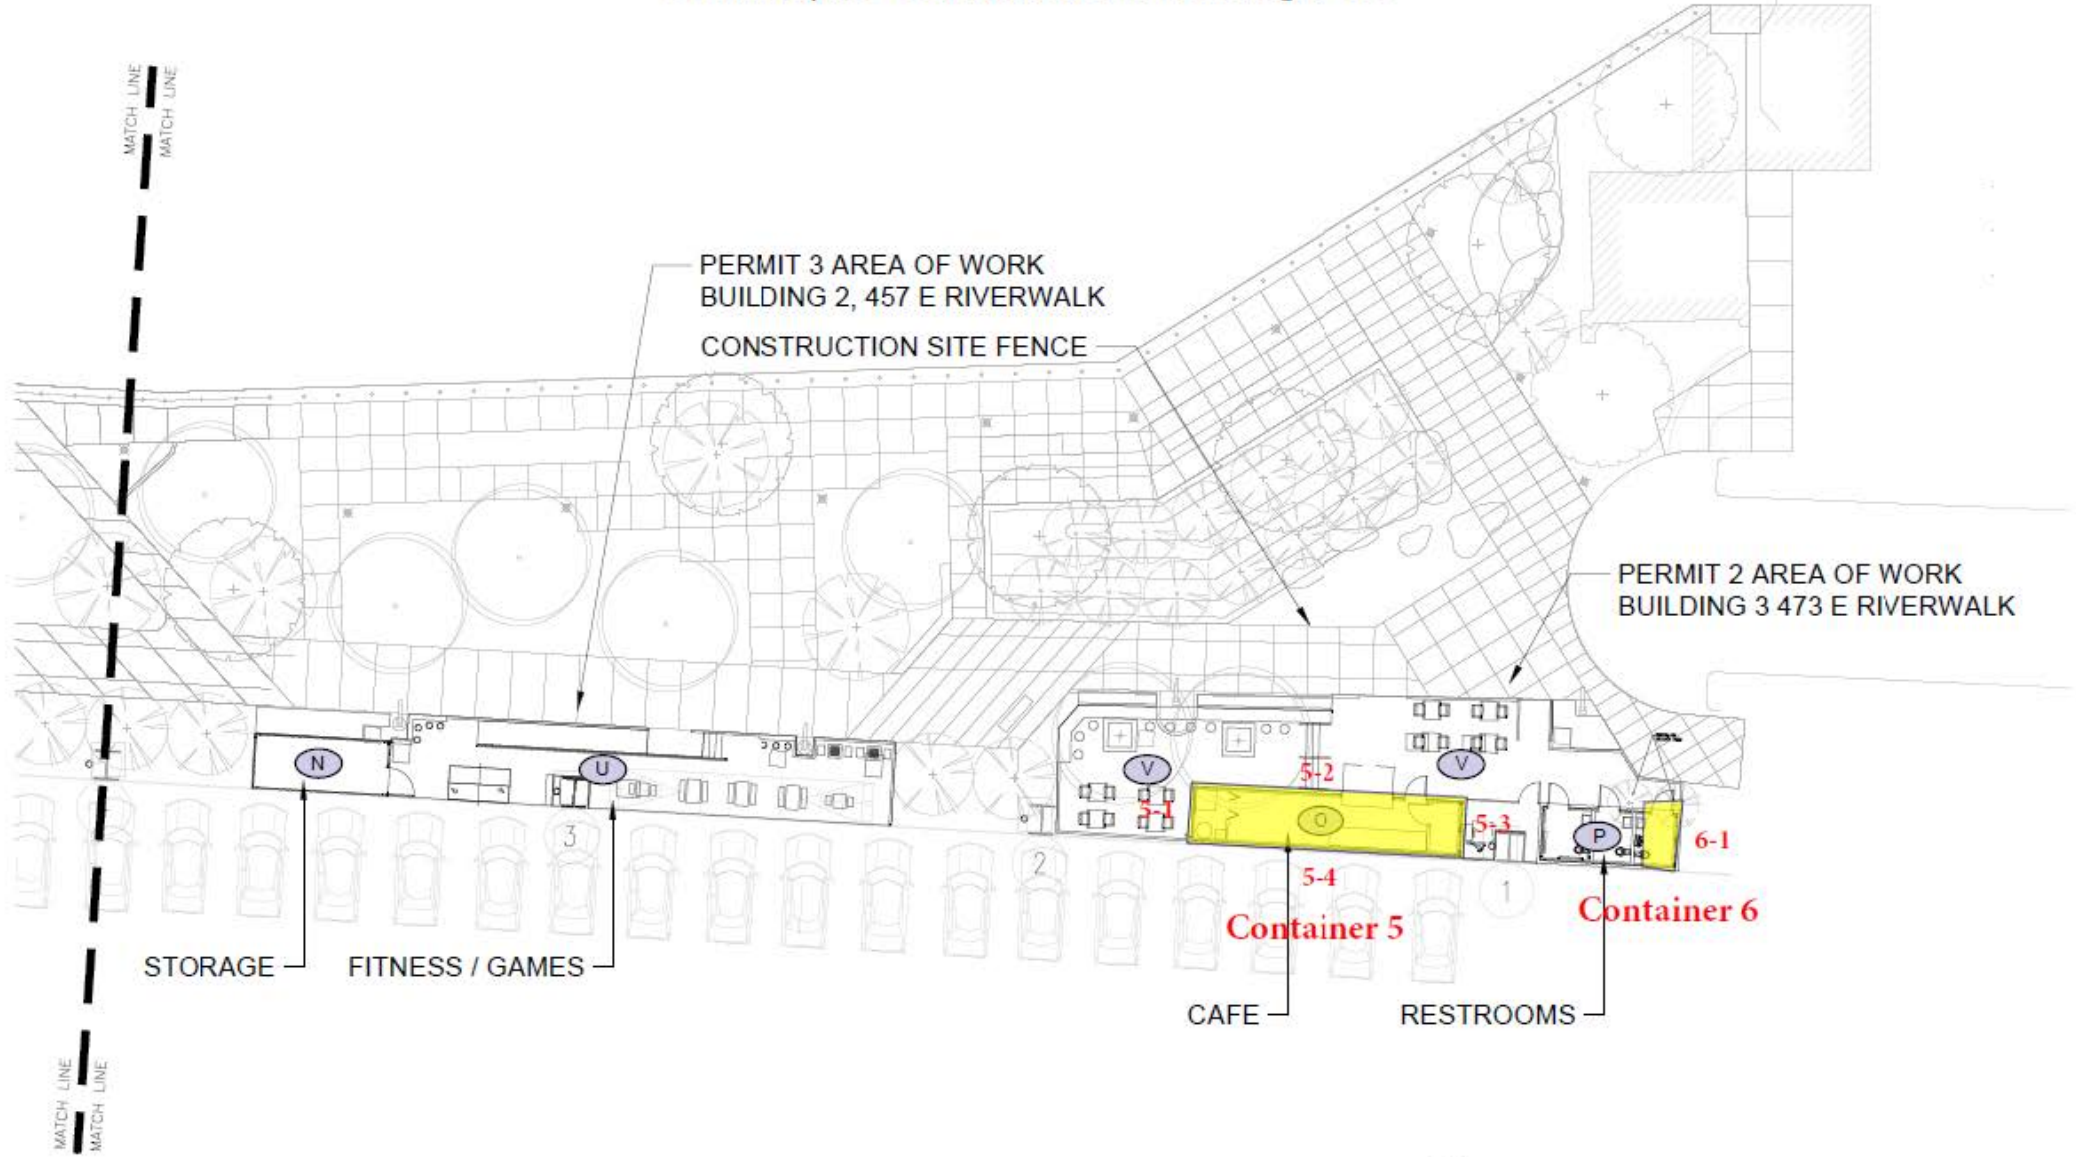 MATCH LINE
MATCH LINE
PERMIT 3 AREA OF WORK
BUILDING 2, 457 E RIVERWALK
CONSTRUCTION SITE FENCE
PERMIT 2 AREA OF WORK
BUILDING 3 473 E RIVERWALK
N
U
V
V
5-2
5-1
O
5-3
P
6-1
3
2
1
5-4
Container 5
Container 6
STORAGE
FITNESS / GAMES
CAFE
RESTROOMS
MATCH LINE
MATCH LINE